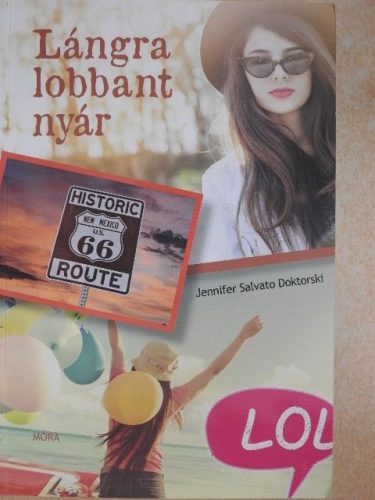 Lángra
lobbant
nyár
HISTORIC
NEW MEXICO
U.S.
66
ROUTE
Jennifer Salvato Doktorski
LOL
MÓRA